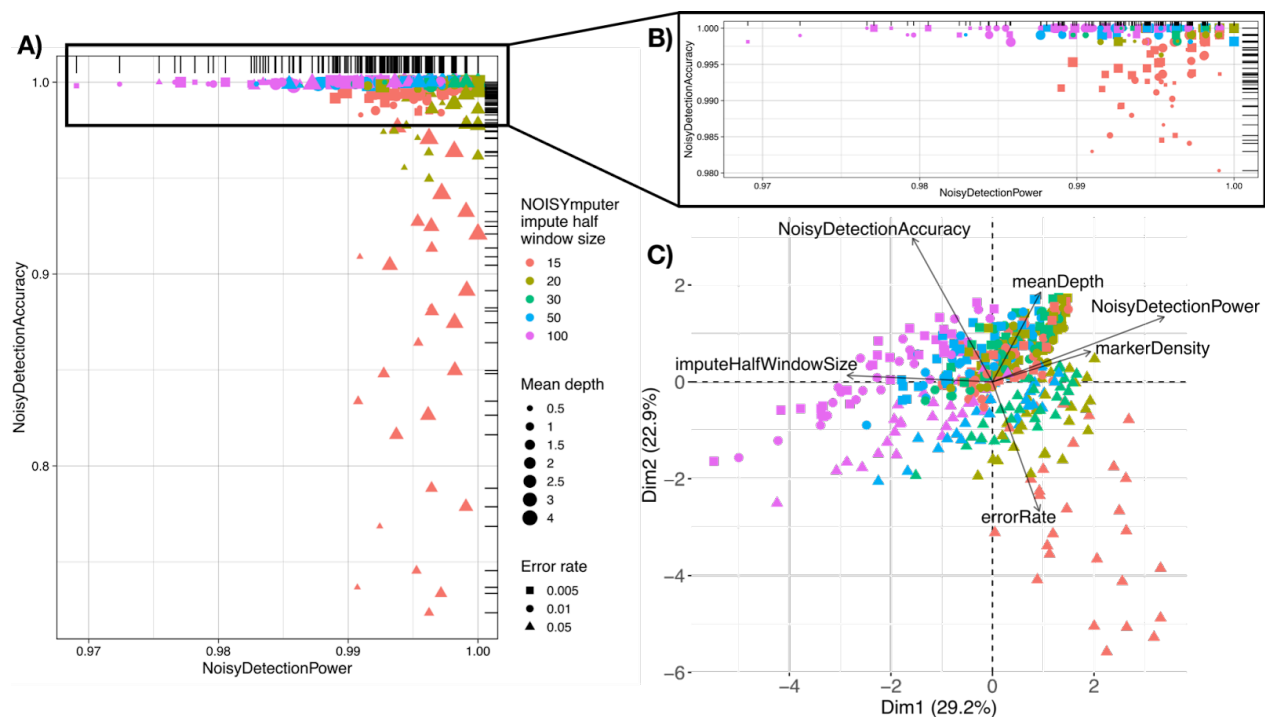 A)
1.0
0.9
0.8
NoisyDetectionAccuracy
0.97
0.98
0.99
1.00
NoisyDetectionPower
NOISYmputer
impute half
window size
15
20
30
50
100
Mean depth
0.5
1
1.5
2
2.5
3
4
Error rate
0.005
0.01
0.05
B)
1.000
0.995
0.990
0.985
0.980
NoisyDetectionAccuracy
0.97
0.98
0.99
1.00
NoisyDetectionPower
C)
NoisyDetectionAccuracy
meanDepth
NoisyDetectionPower
markerDensity
imputeHalfWindowSize
errorRate
2
0
−2
−4
−6
Dim2 (22.9%)
−4
−2
0
2
Dim1 (29.2%)